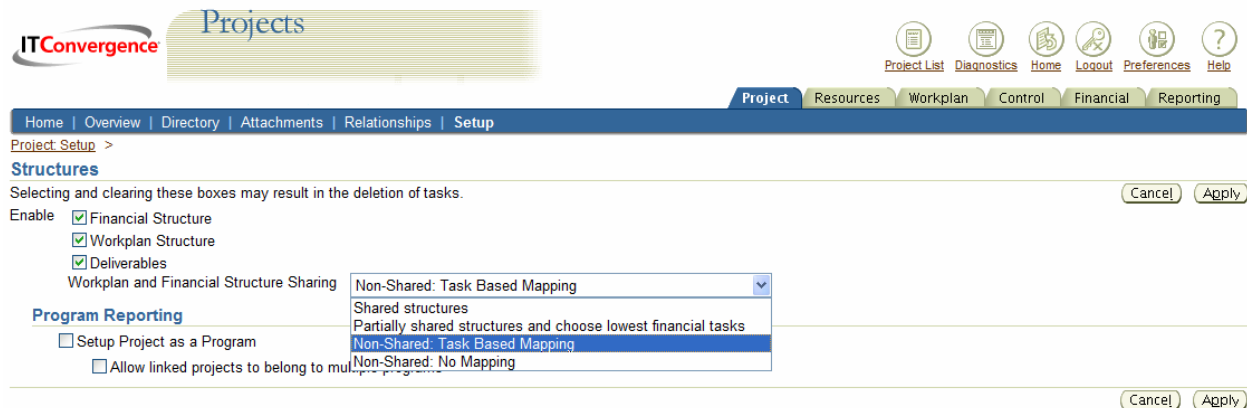 ITConvergence
Projects
Project List Diagnostics Home Logout Preferences Help
Project Resources Workplan Control Financial Reporting
Home | Overview | Directory | Attachments | Relationships | Setup
Project: Setup >
Structures
Selecting and clearing these boxes may result in the deletion of tasks.
Cancel Apply
Enable Financial Structure
Workplan Structure
Deliverables
Workplan and Financial Structure Sharing Non-Shared: Task Based Mapping
Shared structures
Partially shared structures and choose lowest financial tasks
Non-Shared: Task Based Mapping
Non-Shared: No Mapping
Program Reporting
Setup Project as a Program
Allow linked projects to belong to multiple programs
Cancel Apply